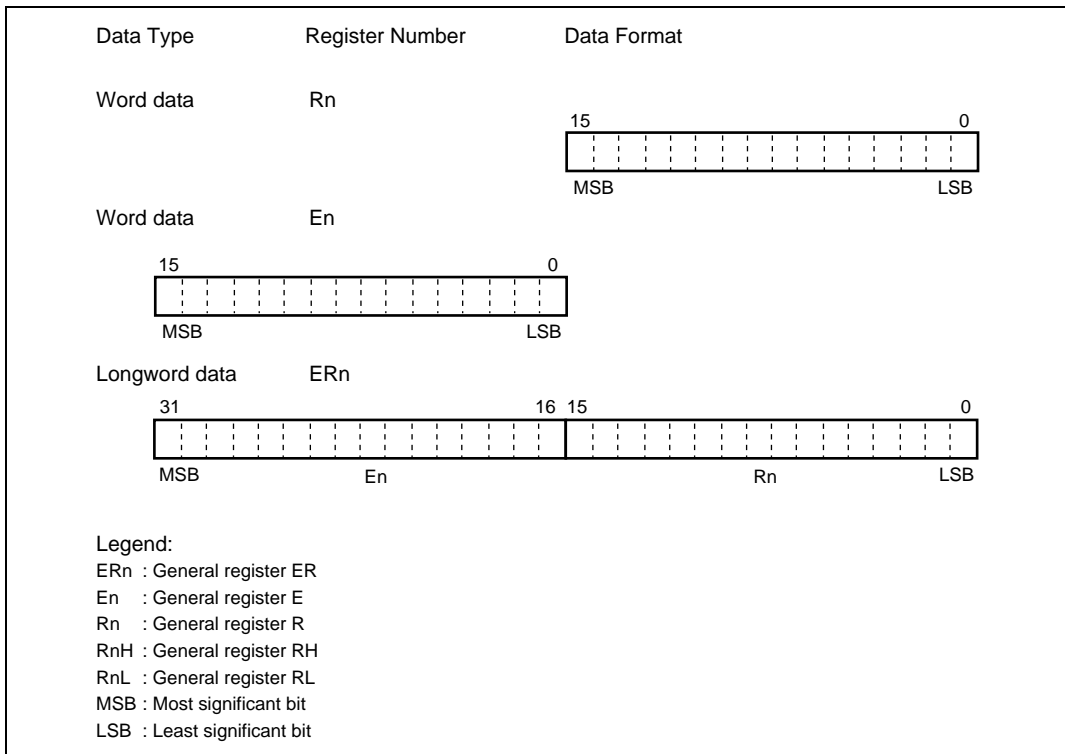 Data Type Register Number Data Format
Word data Rn
15 0
MSB LSB
Word data En
15 0
MSB LSB
Longword data ERn
31 16 15 0
MSB En Rn LSB
Legend:
ERn : General register ER
En : General register E
Rn : General register R
RnH : General register RH
RnL : General register RL
MSB : Most significant bit
LSB : Least significant bit